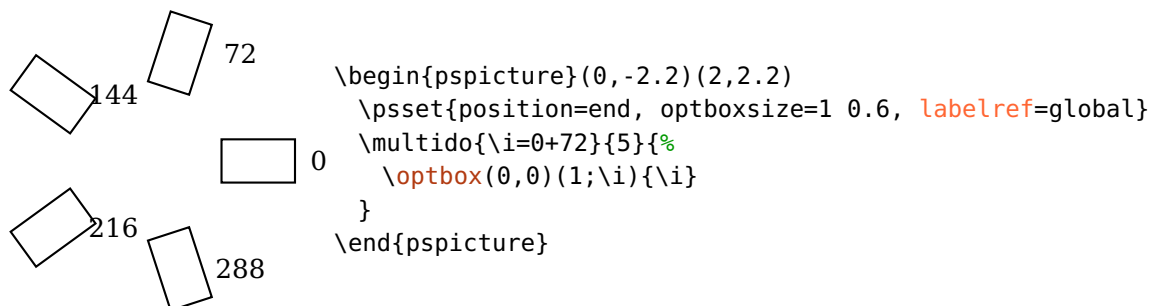 72
144
0
216
288
\begin{pspicture}(0,-2.2)(2,2.2)
  \psset{position=end, optboxsize=1 0.6, labelref=global}
  \multido{\i=0+72}{5}{%
    \optbox(0,0)(1;\i){\i}
  }
\end{pspicture}